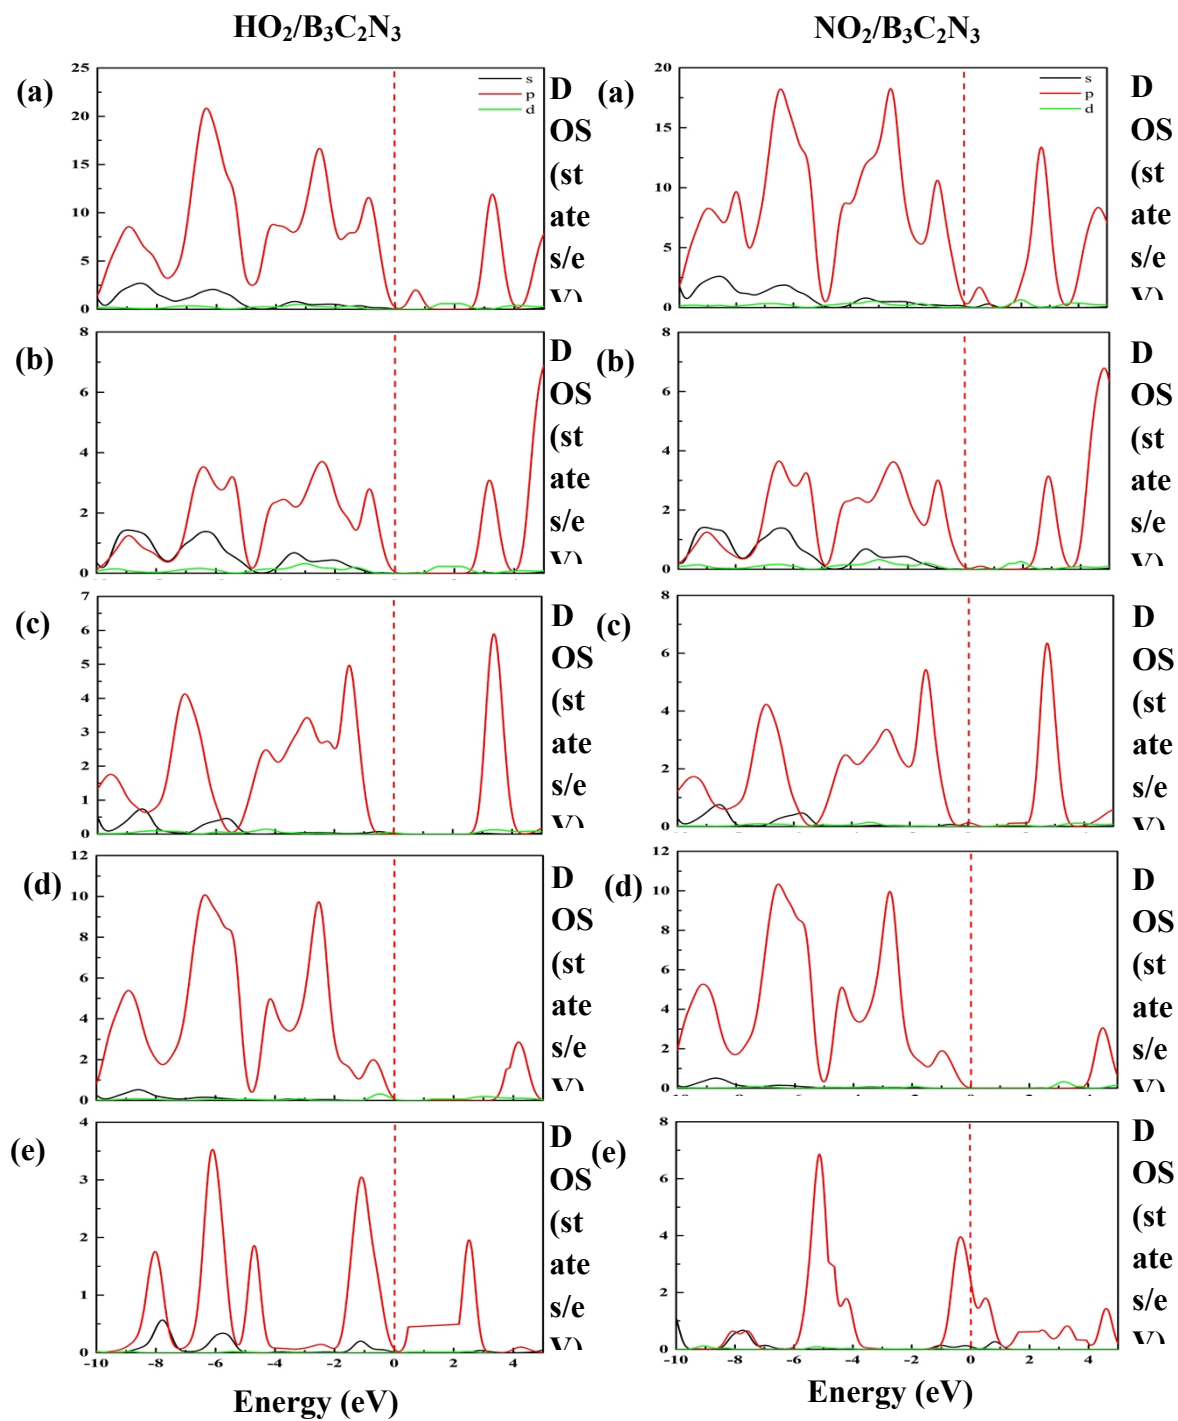 HO₂/B₃C₂N₃
NO₂/B₃C₂N₃
(a)
25
20
15
10
5
0
s
p
d
D
OS
(st
ate
s/e
V)
(a)
20
15
10
5
0
s
p
d
D
OS
(st
ate
s/e
V)
(b)
8
6
4
2
0
D
OS
(st
ate
s/e
V)
(b)
8
6
4
2
0
D
OS
(st
ate
s/e
V)
(c)
7
6
5
4
3
2
1
0
D
OS
(st
ate
s/e
V)
(c)
8
6
4
2
0
D
OS
(st
ate
s/e
V)
(d)
12
10
8
6
4
2
0
D
OS
(st
ate
s/e
V)
(d)
12
10
8
6
4
2
0
D
OS
(st
ate
s/e
V)
(e)
4
3
2
1
0
-10 -8 -6 -4 -2 0 2 4
D
OS
(st
ate
s/e
V)
Energy (eV)
(e)
8
6
4
2
0
-10 -8 -6 -4 -2 0 2 4
D
OS
(st
ate
s/e
V)
Energy (eV)